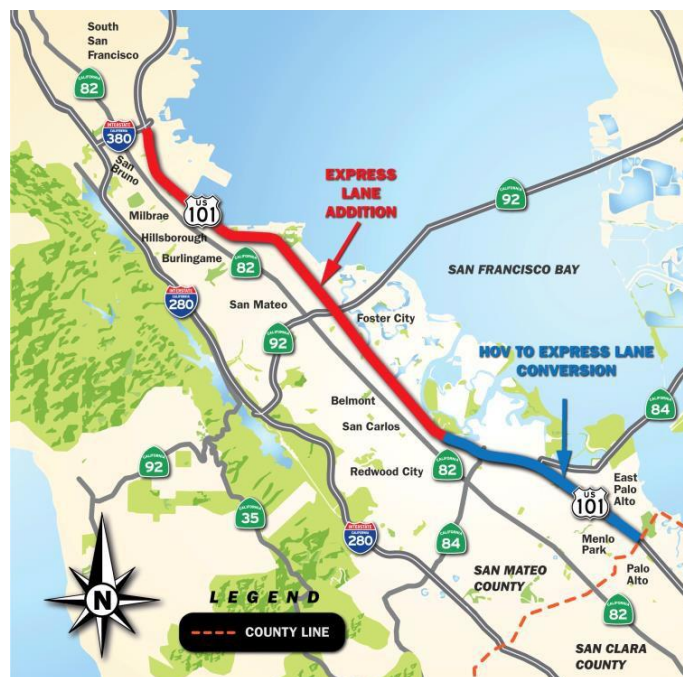 South
San
Francisco
CALIFORNIA
82
INTERSTATE
CALIFORNIA
380
San
Bruno
US
101
Milbrae
Hillsborough
Burlingame
CALIFORNIA
82
EXPRESS
LANE
ADDITION
CALIFORNIA
92
SAN FRANCISCO BAY
INTERSTATE
CALIFORNIA
280
San Mateo
Foster City
CALIFORNIA
92
HOV TO EXPRESS LANE
CONVERSION
Belmont
San Carlos
CALIFORNIA
84
CALIFORNIA
92
Redwood City
CALIFORNIA
82
East
Palo
Alto
US
101
CALIFORNIA
35
INTERSTATE
CALIFORNIA
280
CALIFORNIA
84
Menlo
Park
Palo
Alto
SAN MATEO
COUNTY
CALIFORNIA
82
SAN CLARA
COUNTY
N
LEGEND
COUNTY LINE